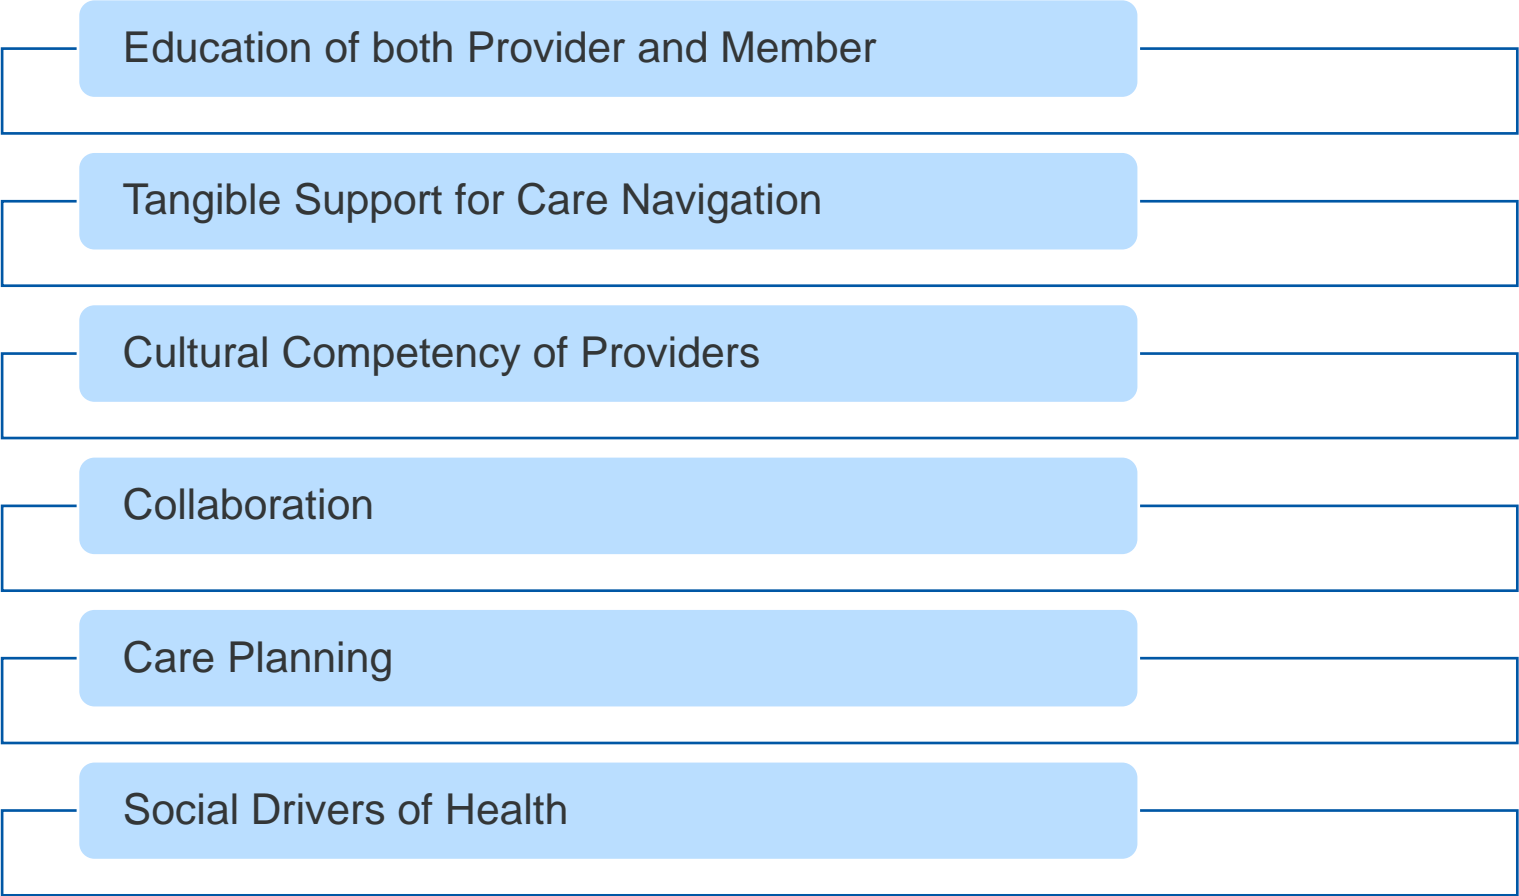 Education of both Provider and Member
Tangible Support for Care Navigation
Cultural Competency of Providers
Collaboration
Care Planning
Social Drivers of Health